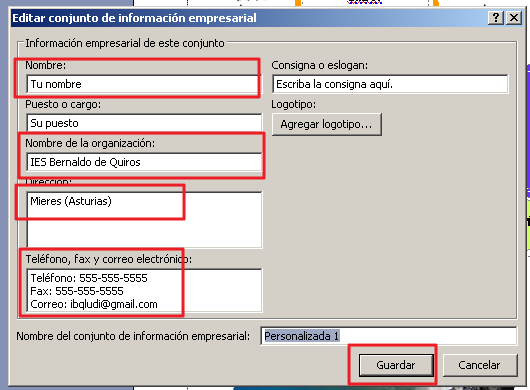 Editar conjunto de información empresarial
Información empresarial de este conjunto
Nombre:
Tu nombre
Consigna o eslogan:
Escriba la consigna aquí.
Puesto o cargo:
Su puesto
Logotipo:
Agregar logotipo...
Nombre de la organización:
IES Bernaldo de Quiros
Dirección:
Mieres (Asturias)
Teléfono, fax y correo electrónico:
Teléfono: 555-555-5555
Fax: 555-555-5555
Correo: ibqludi@gmail.com
Nombre del conjunto de información empresarial: Personalizada 1
Guardar Cancelar